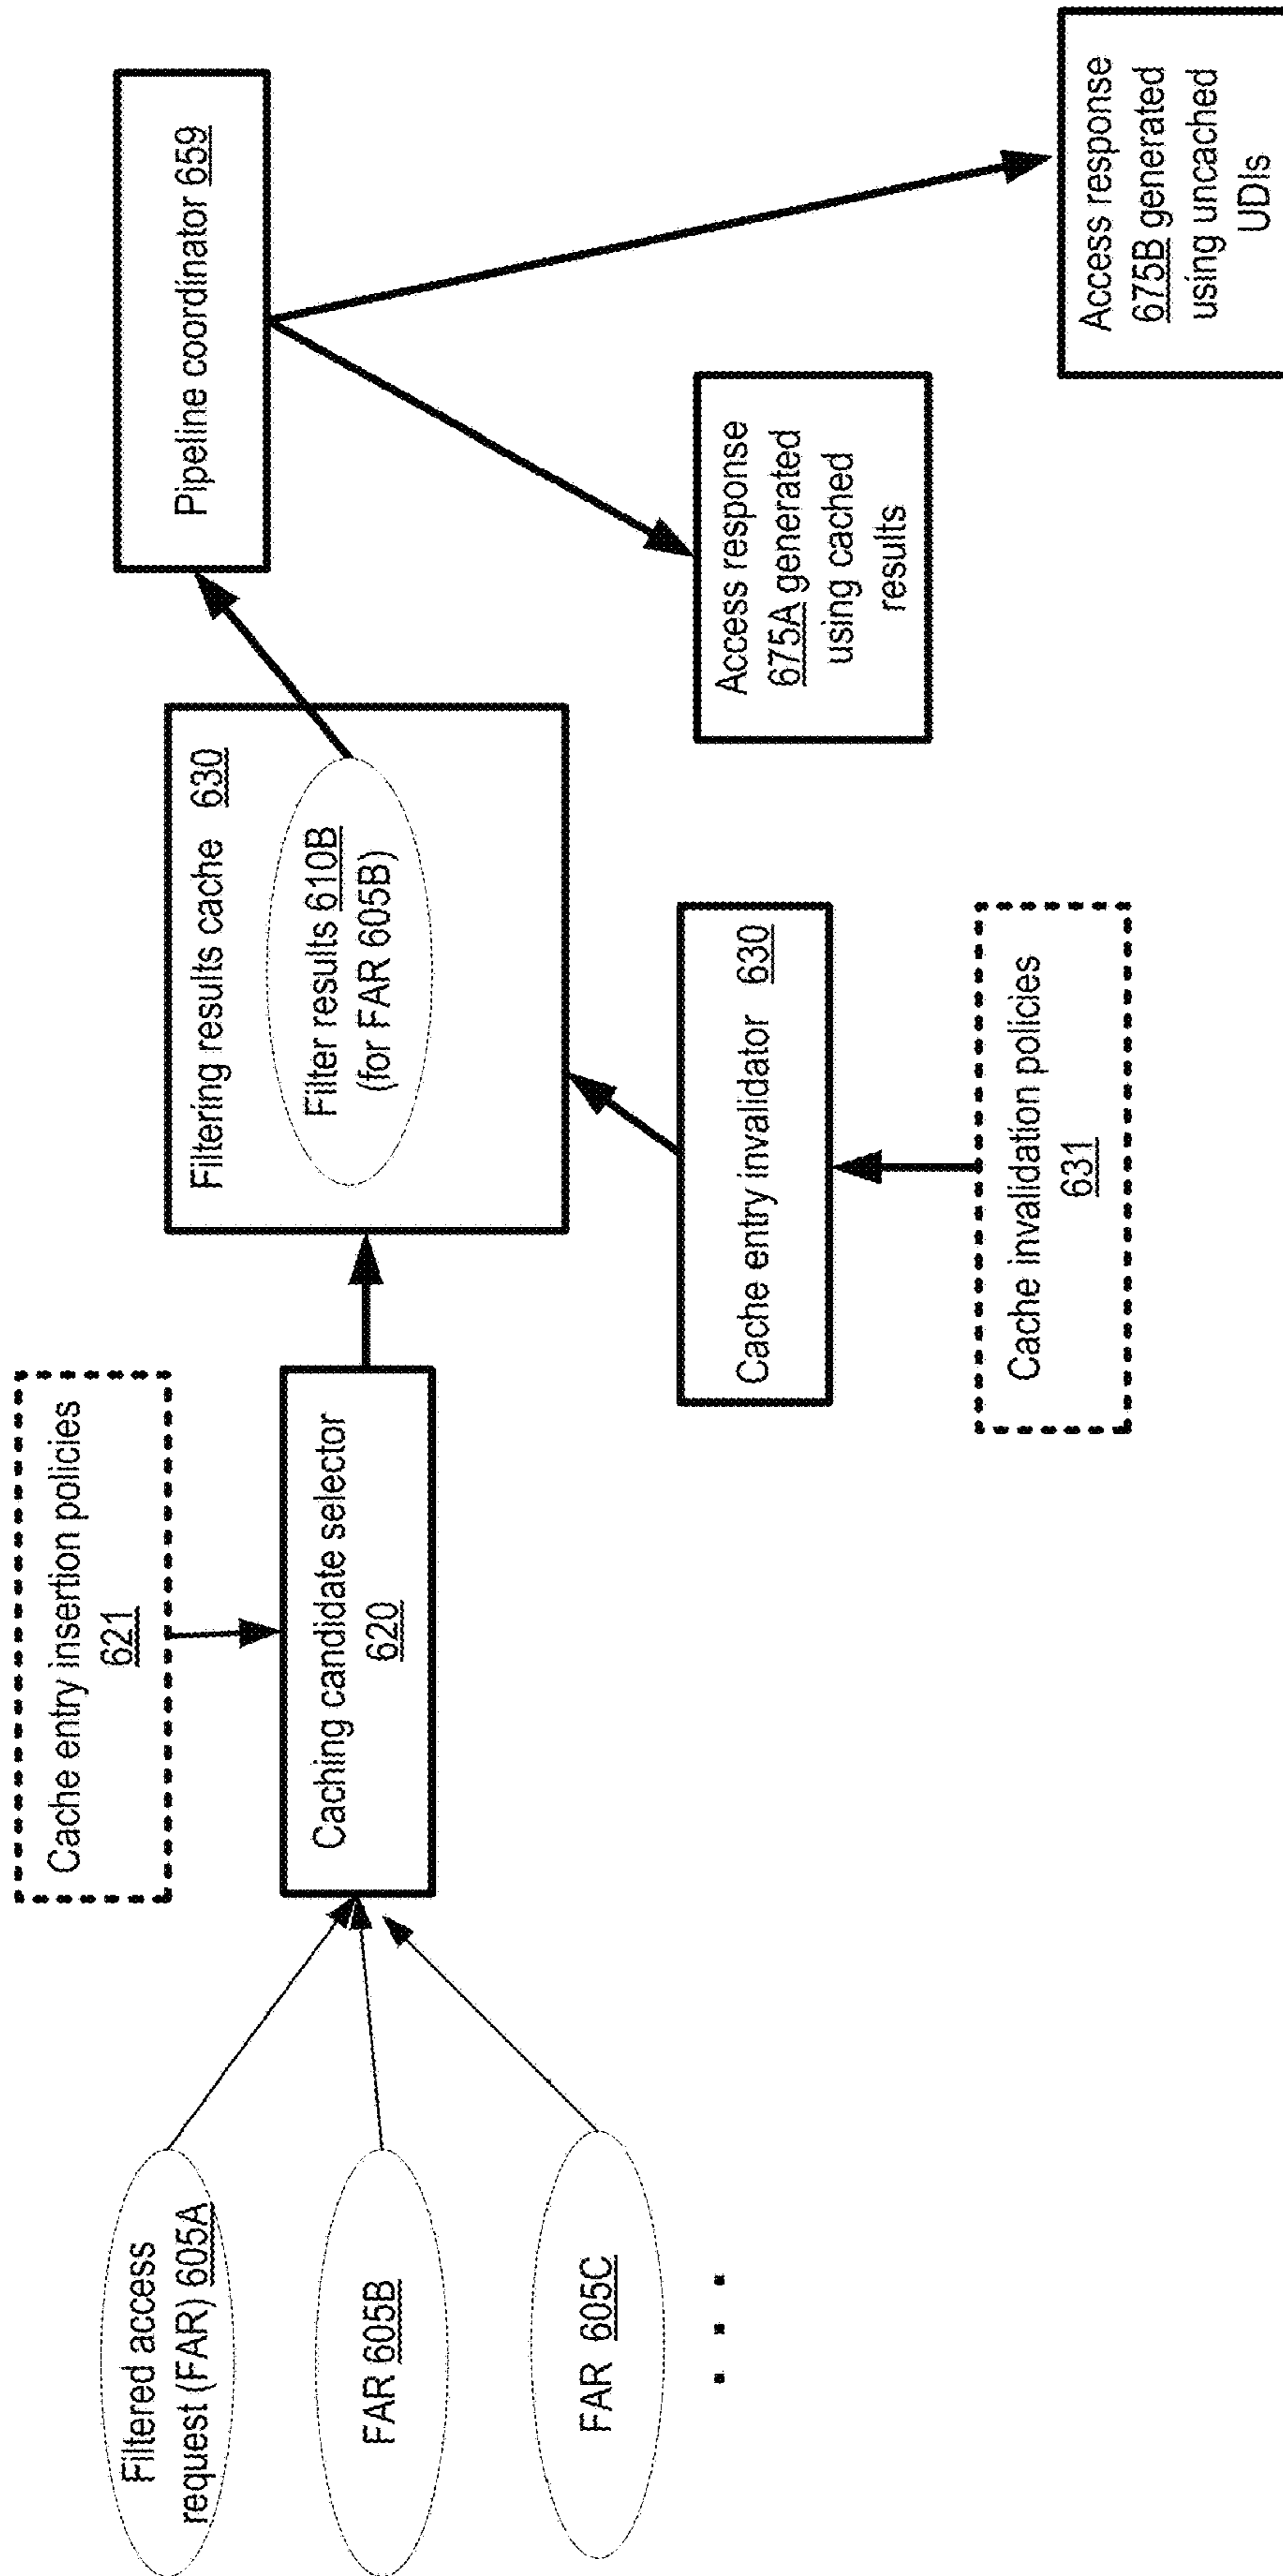 Filtered access
request (FAR) 605A
FAR 605B
FAR 605C
Cache entry insertion policies
621
Caching candidate selector
620
Filtering results cache 630
Filter results 610B
(for FAR 605B)
Cache entry invalidator 630
Cache invalidation policies
631
Pipeline coordinator 659
Access response
675A generated
using cached
results
Access response
675B generated
using uncached
UDIs